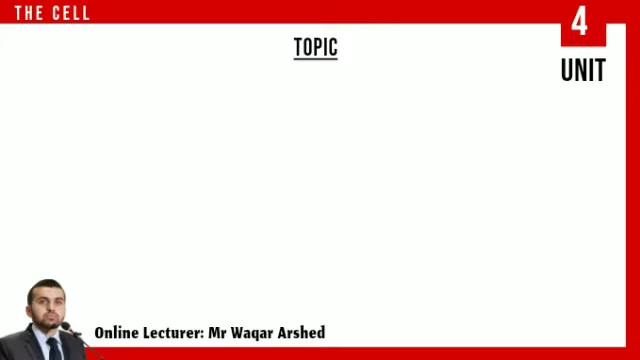 THE CELL
4
UNIT
TOPIC
Online Lecturer: Mr Waqar Arshed